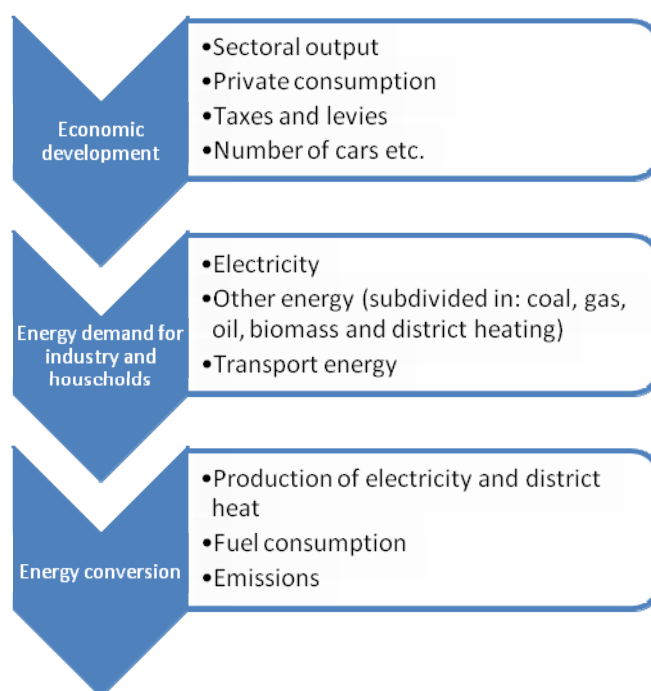 Economic
development
•Sectoral output
•Private consumption
•Taxes and levies
•Number of cars etc.
Energy demand for
industry and
households
•Electricity
•Other energy (subdivided in: coal, gas,
oil, biomass and district heating)
•Transport energy
Energy conversion
•Production of electricity and district
heat
•Fuel consumption
•Emissions